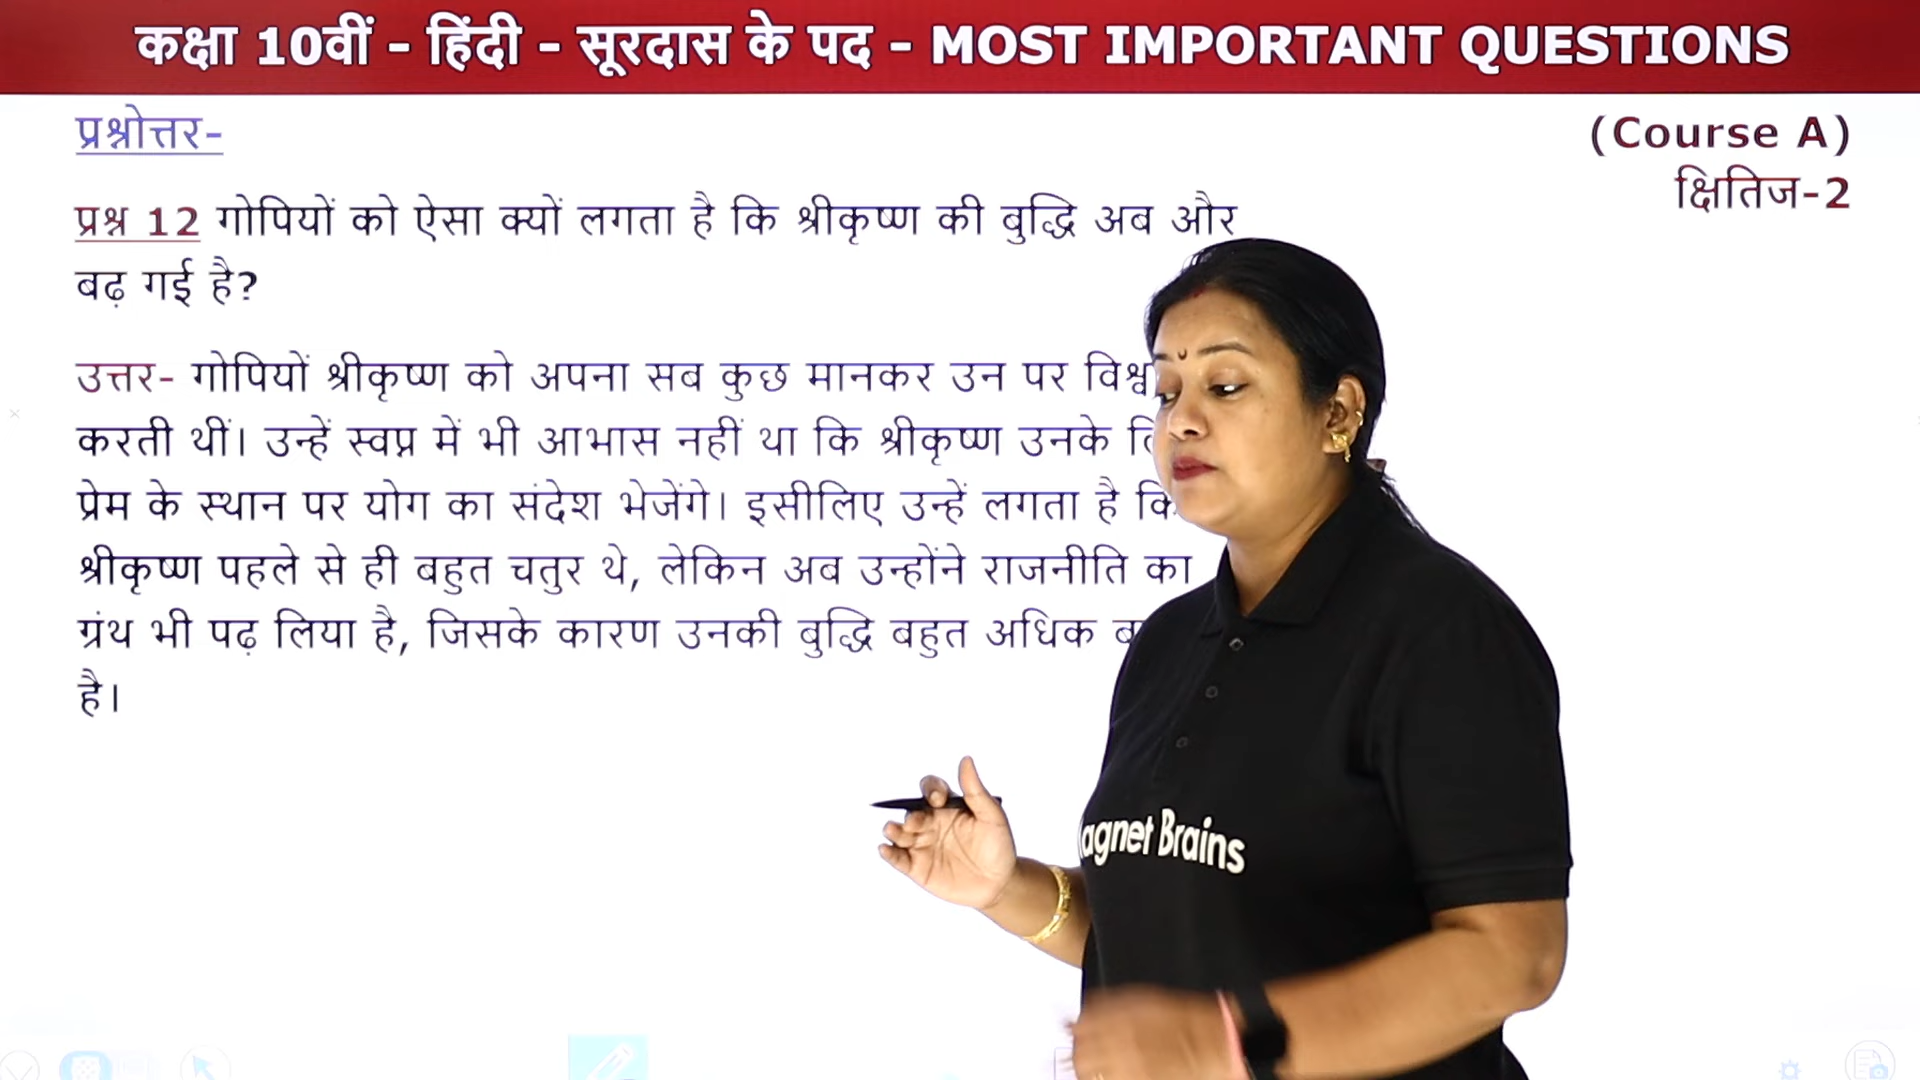 कक्षा 10वीं - हिंदी - सूरदास के पद - MOST IMPORTANT QUESTIONS
प्रश्नोत्तर-
(Course A)
क्षितिज-2
प्रश्न 12 गोपियों को ऐसा क्यों लगता है कि श्रीकृष्ण की बुद्धि अब और
बढ़ गई है?
उत्तर- गोपियों श्रीकृष्ण को अपना सब कुछ मानकर उन पर
करती थीं। उन्हें स्वप्न में भी आभास नहीं था कि श्रीकृष्ण उनके
प्रेम के स्थान पर योग का संदेश भेजेंगे। इसीलिए उन्हें लगता है कि
श्रीकृष्ण पहले से ही बहुत चतुर थे, लेकिन अब उन्होंने राजनीति का
ग्रंथ भी पढ़ लिया है, जिसके कारण उनकी बुद्धि बहुत अधिक
है।
Brains